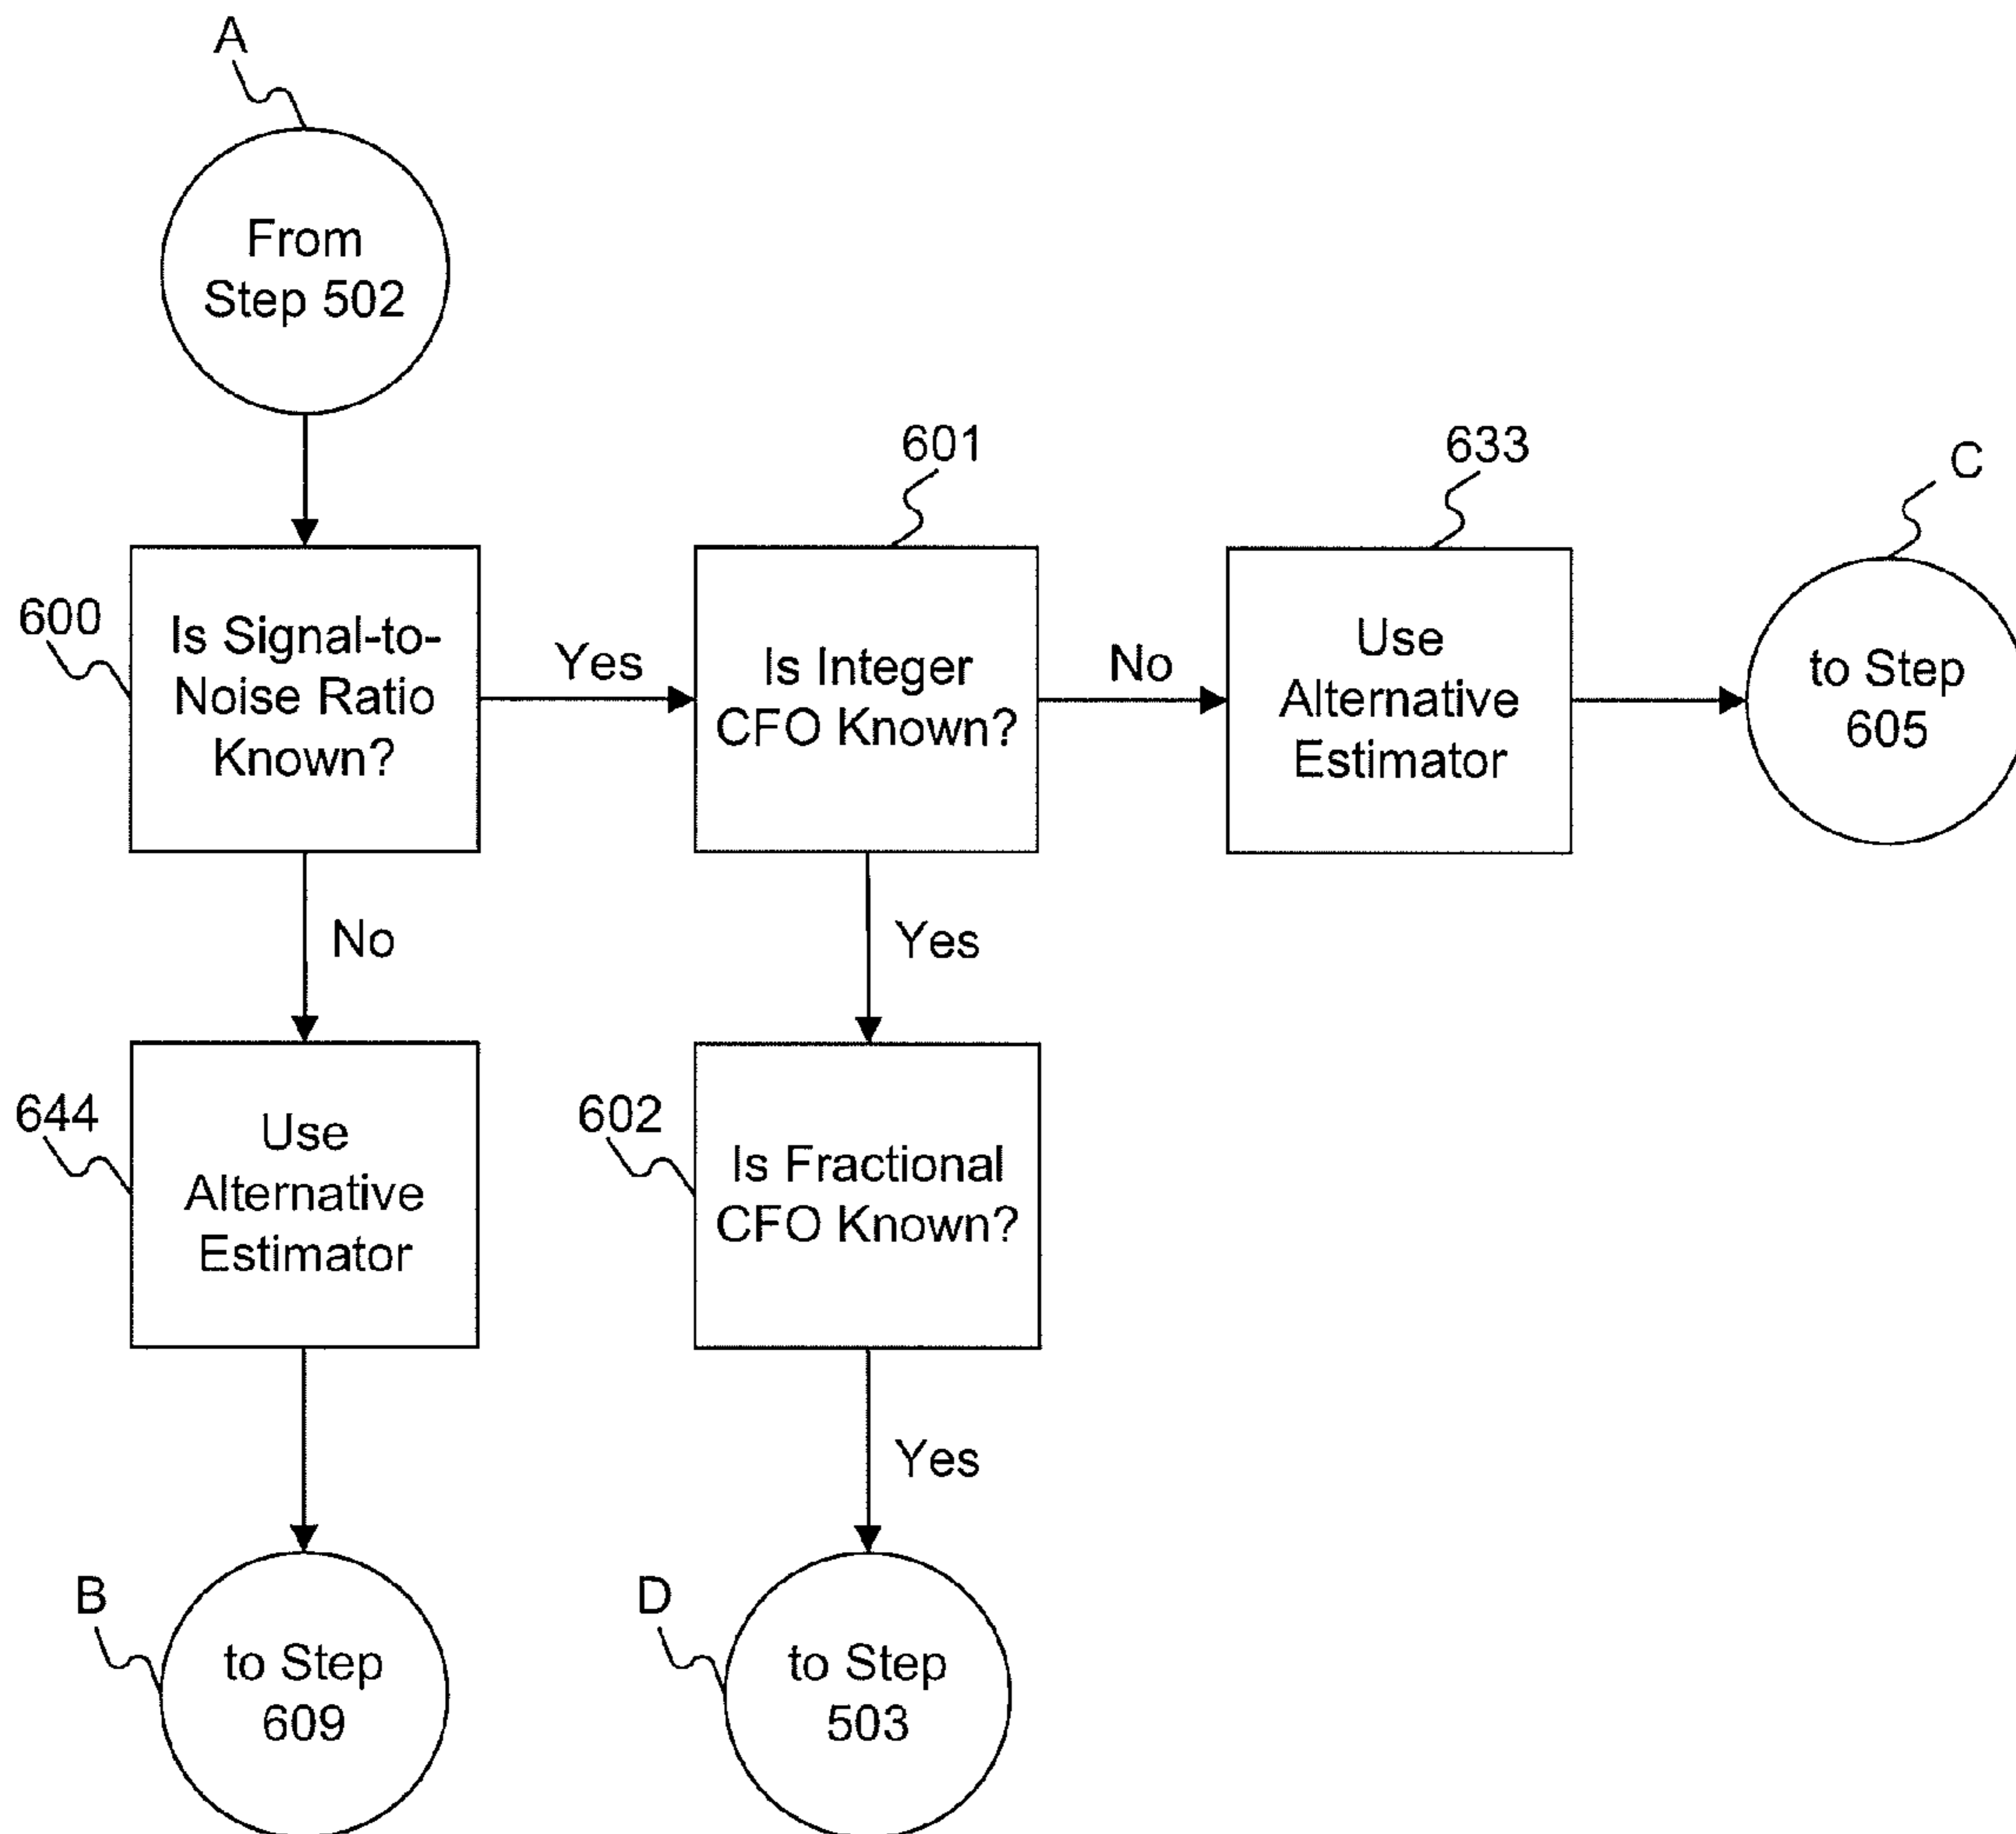 A
From
Step 502
601
633
C
600
Is Signal-to-
Noise Ratio
Known?
Yes
Is Integer
CFO Known?
No
Use
Alternative
Estimator
to Step
605
No
Yes
644
Use
Alternative
Estimator
602
Is Fractional
CFO Known?
Yes
B
to Step
609
D
to Step
503